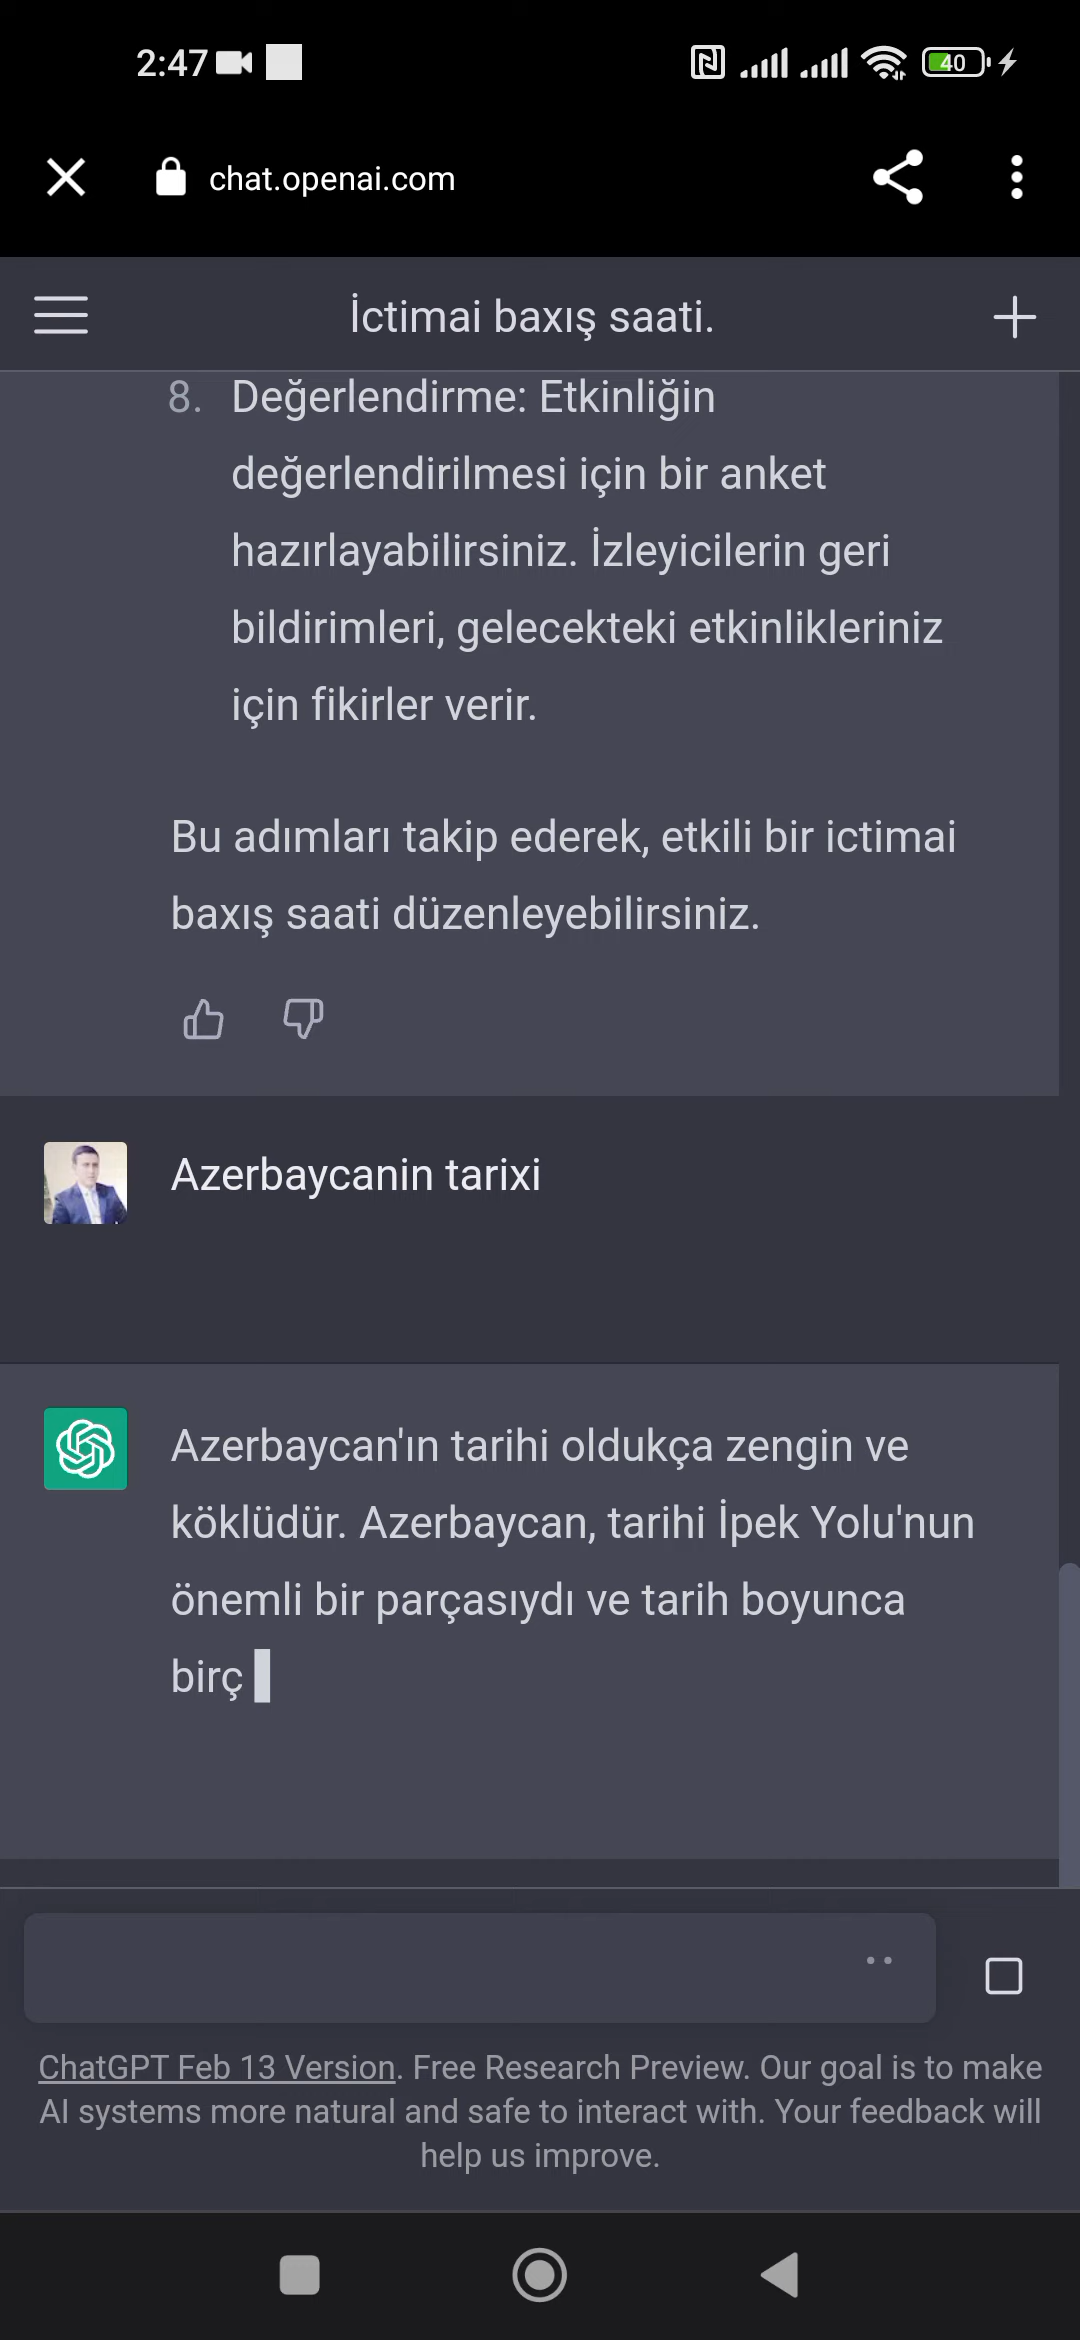 2:47
40
chat.openai.com
İctimai baxış saati.
8. Değerlendirme: Etkinliğin
değerlendirilmesi için bir anket
hazırlayabilirsiniz. İzleyicilerin geri
bildirimleri, gelecekteki etkinlikleriniz
için fikirler verir.
Bu adımları takip ederek, etkili bir ictimai
baxış saati düzenleyebilirsiniz.
Azerbaycanin tarixi
Azerbaycan'ın tarihi oldukça zengin ve
köklüdür. Azerbaycan, tarihi İpek Yolu'nun
önemli bir parçasıydı ve tarih boyunca
birç
ChatGPT Feb 13 Version. Free Research Preview. Our goal is to make
AI systems more natural and safe to interact with. Your feedback will
help us improve.